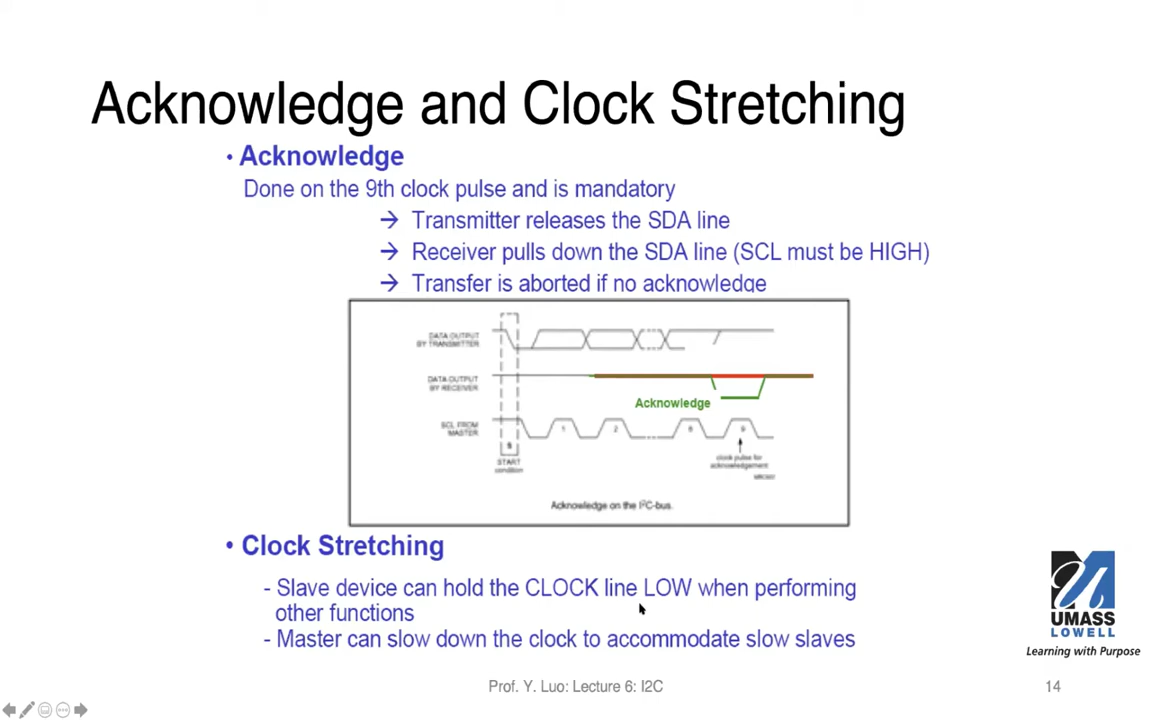 Acknowledge and Clock Stretching
• Acknowledge
Done on the 9th clock pulse and is mandatory
→ Transmitter releases the SDA line
→ Receiver pulls down the SDA line (SCL must be HIGH)
→ Transfer is aborted if no acknowledge
DATA OUTPUT
BY TRANSMITTER
DATA OUTPUT
BY RECEIVER
Acknowledge
SCL FROM
MASTER
1
2
8
9
S
START
condition
clock pulse for
acknowledgement
Acknowledge on the I²C-bus.
• Clock Stretching
- Slave device can hold the CLOCK line LOW when performing
other functions
- Master can slow down the clock to accommodate slow slaves
UMASS
LOWELL
Learning with Purpose
Prof. Y. Luo: Lecture 6: I2C
14